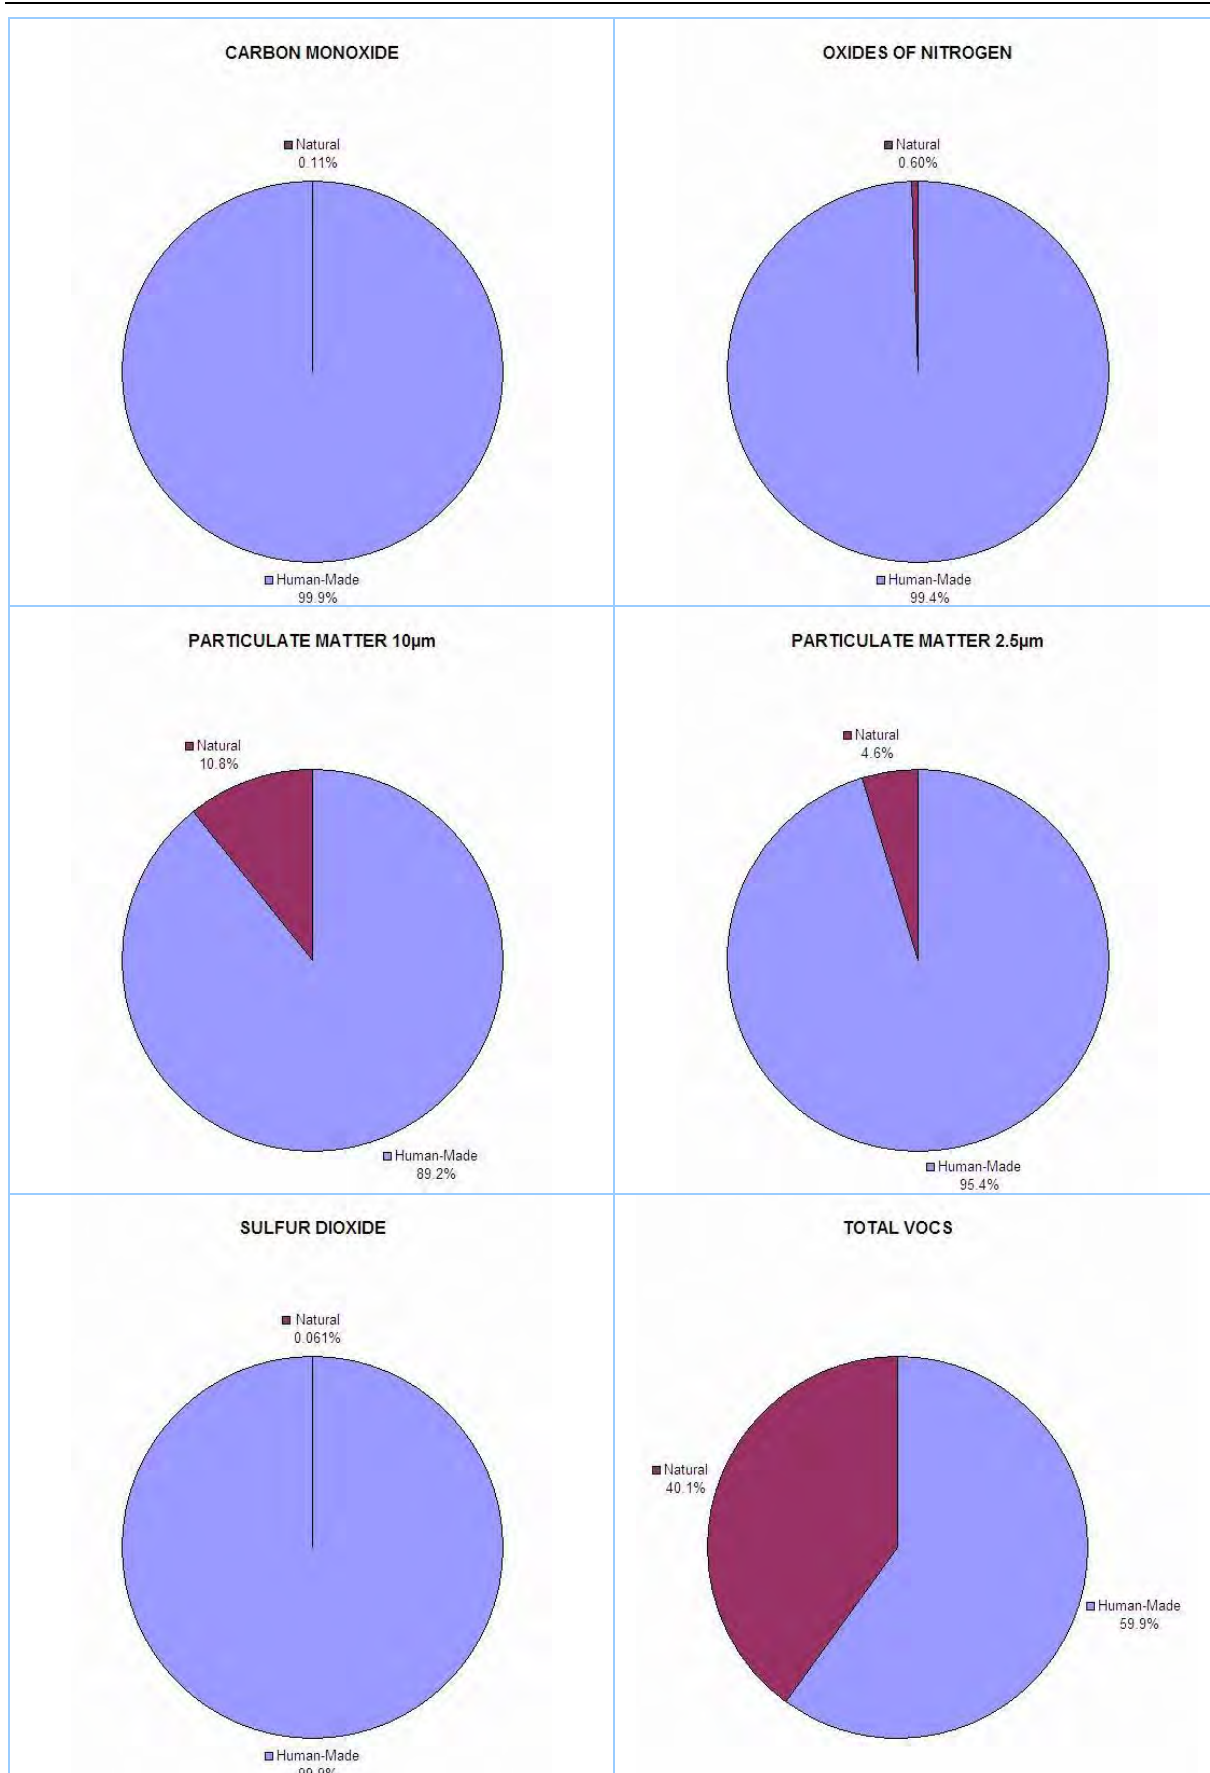 CARBON MONOXIDE
Natural
0.11%
Human-Made
99.9%
OXIDES OF NITROGEN
Natural
0.60%
Human-Made
99.4%
PARTICULATE MATTER 10µm
Natural
10.8%
Human-Made
89.2%
PARTICULATE MATTER 2.5µm
Natural
4.6%
Human-Made
95.4%
SULFUR DIOXIDE
Natural
0.061%
Human-Made
99.9%
TOTAL VOCS
Natural
40.1%
Human-Made
59.9%